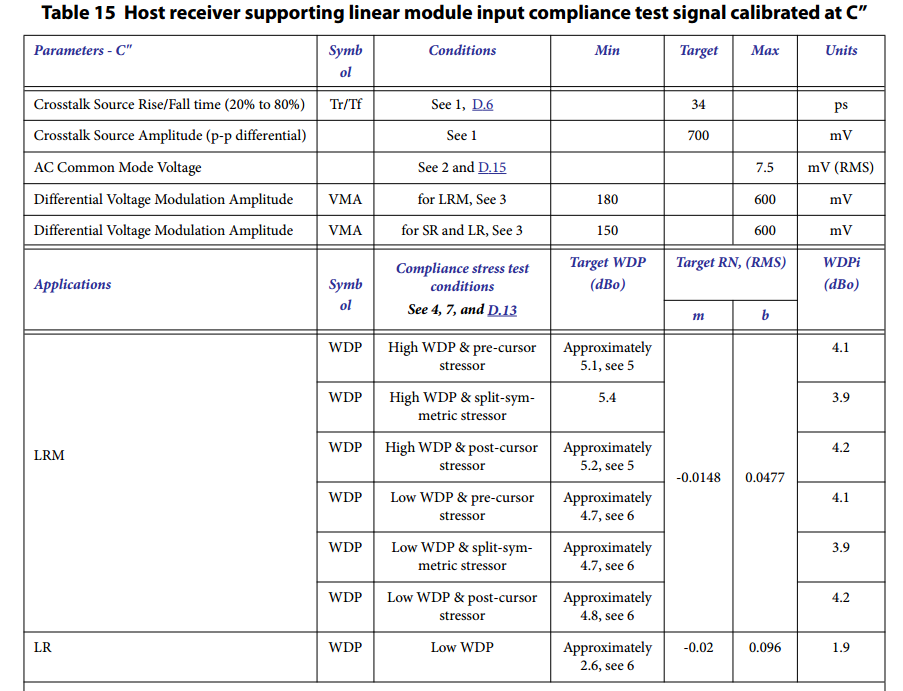 Table 15 Host receiver supporting linear module input compliance test signal calibrated at C”
Parameters - C"
Symb
ol
Conditions
Min
Target
Max
Units
Crosstalk Source Rise/Fall time (20% to 80%)
Tr/Tf
See 1, D.6
34
ps
Crosstalk Source Amplitude (p-p differential)
See 1
700
mV
AC Common Mode Voltage
See 2 and D.15
7.5
mV (RMS)
Differential Voltage Modulation Amplitude
VMA
for LRM, See 3
180
600
mV
Differential Voltage Modulation Amplitude
VMA
for SR and LR, See 3
150
600
mV
Applications
Symb
ol
Compliance stress test
conditions
See 4, 7, and D.13
Target WDP
(dBo)
Target RN, (RMS)
m
b
WDPi
(dBo)
LRM
WDP
High WDP & pre-cursor
stressor
Approximately
5.1, see 5
-0.0148
0.0477
4.1
WDP
High WDP & split-sym-
metric stressor
5.4
3.9
WDP
High WDP & post-cursor
stressor
Approximately
5.2, see 5
4.2
WDP
Low WDP & pre-cursor
stressor
Approximately
4.7, see 6
4.1
WDP
Low WDP & split-sym-
metric stressor
Approximately
4.7, see 6
3.9
WDP
Low WDP & post-cursor
stressor
Approximately
4.8, see 6
4.2
LR
WDP
Low WDP
Approximately
2.6, see 6
-0.02
0.096
1.9